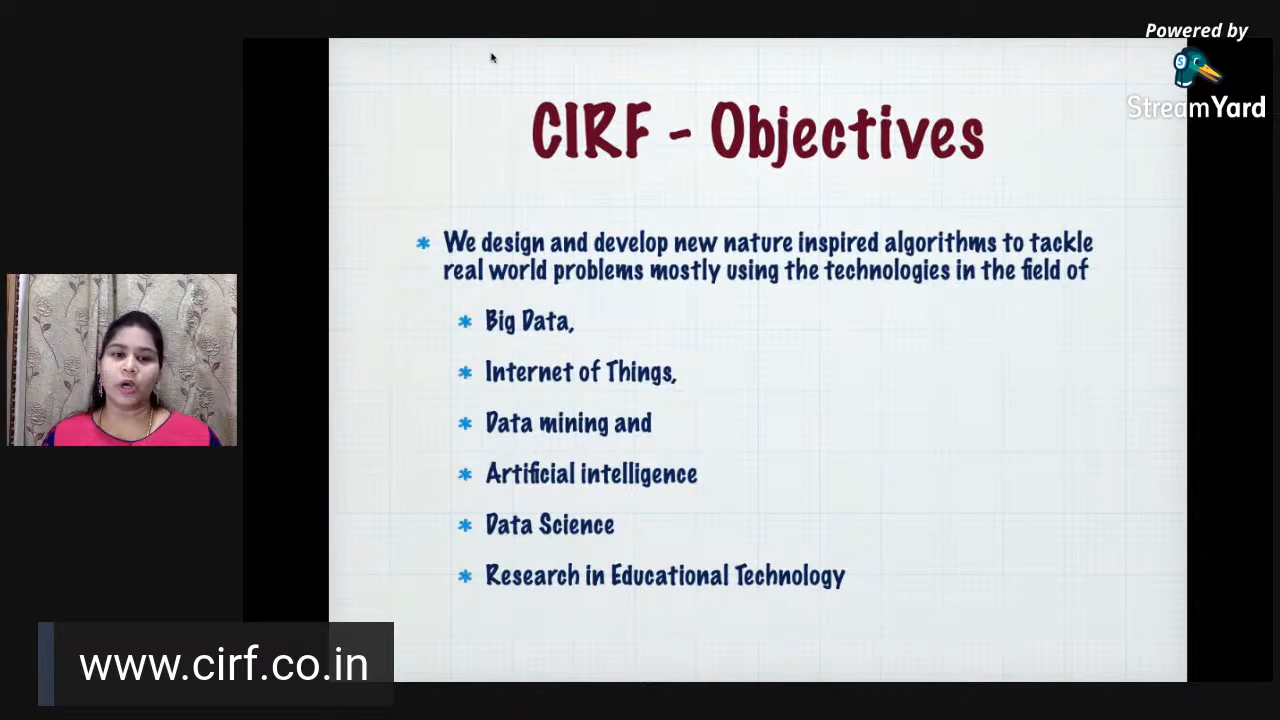 Powered by
StreamYard
CIRF - Objectives
* We design and develop new nature inspired algorithms to tackle
real world problems mostly using the technologies in the field of
* Big Data,
* Internet of Things,
* Data mining and
* Artificial intelligence
* Data Science
* Research in Educational Technology
www.cirf.co.in